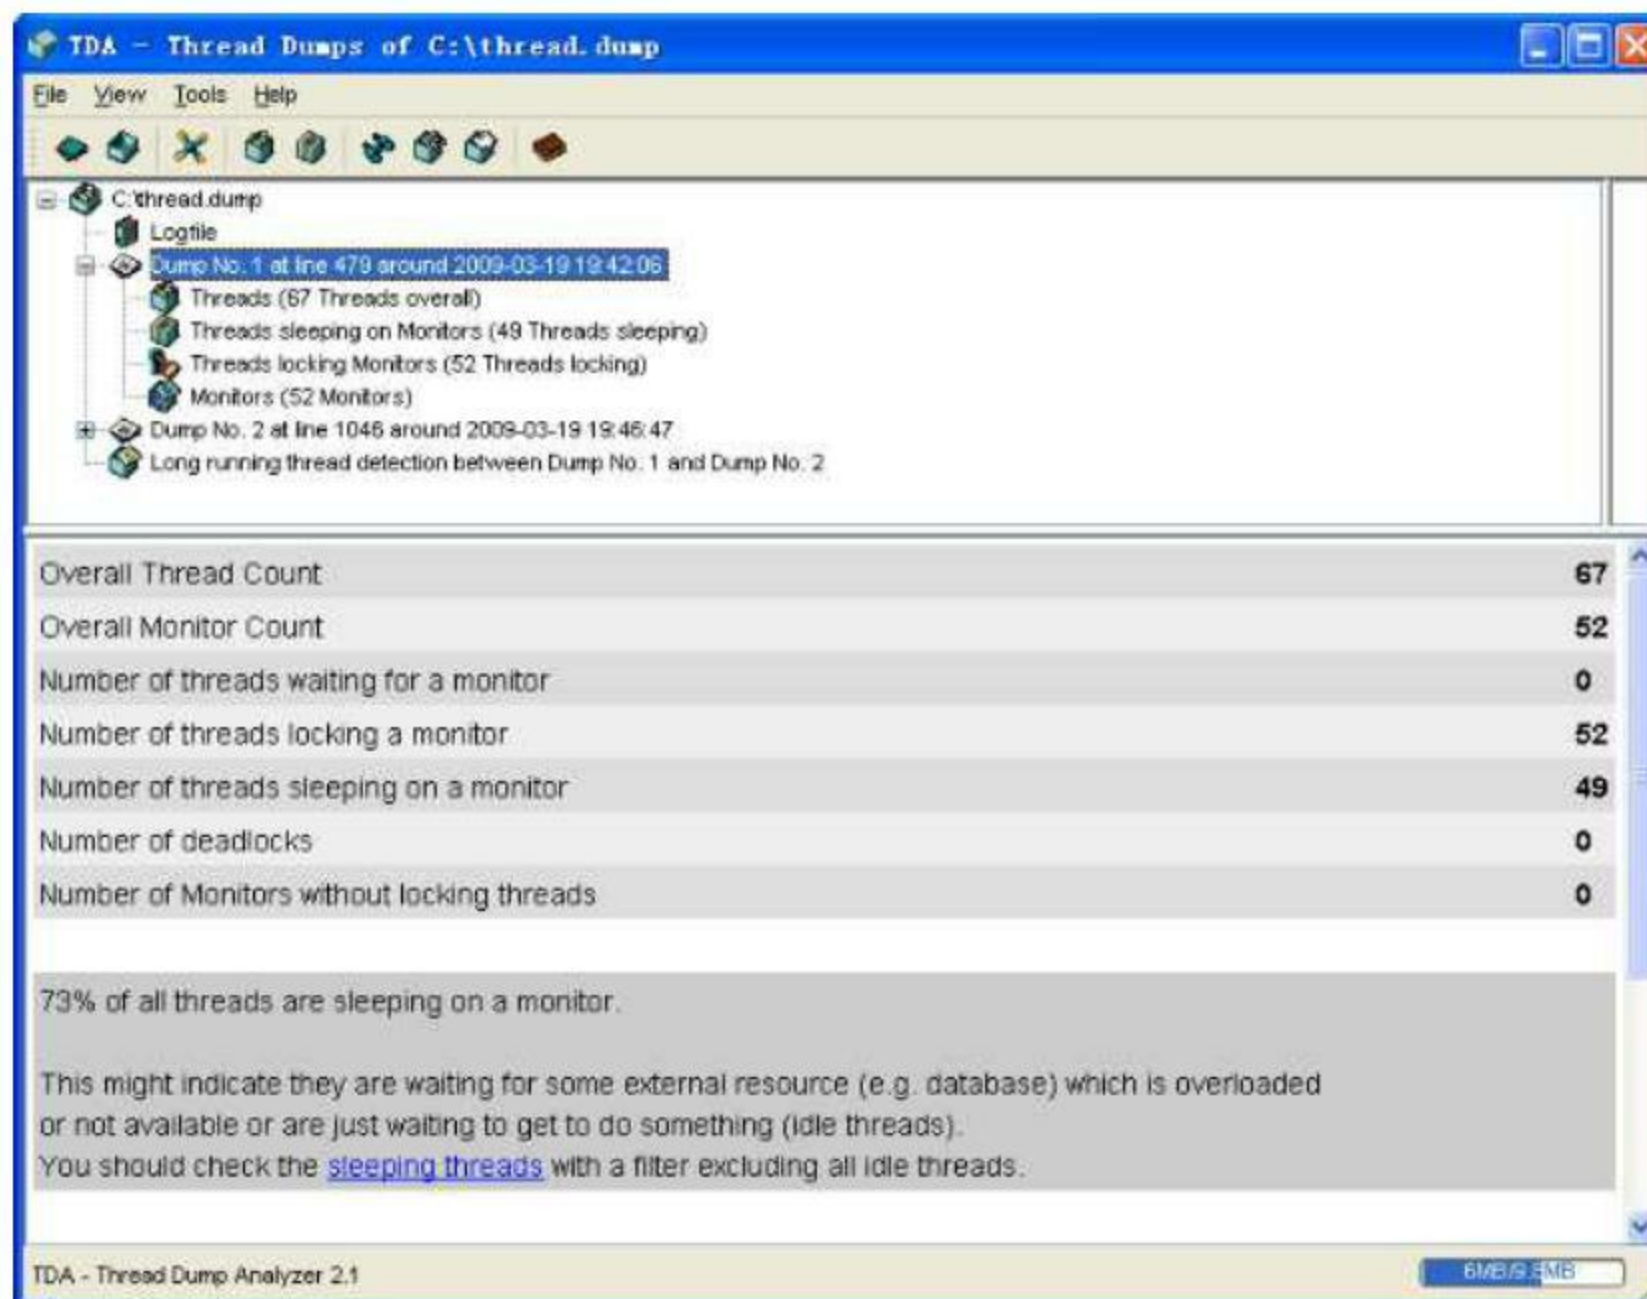 TDA - Thread Dumps of C:\thread.dump
File View Tools Help
C:\thread.dump
Logfile
Dump No. 1 at line 479 around 2009-03-19 19:42:06
Threads (67 Threads overall)
Threads sleeping on Monitors (49 Threads sleeping)
Threads locking Monitors (52 Threads locking)
Monitors (52 Monitors)
Dump No. 2 at line 1046 around 2009-03-19 19:46:47
Long running thread detection between Dump No. 1 and Dump No. 2
Overall Thread Count 67
Overall Monitor Count 52
Number of threads waiting for a monitor 0
Number of threads locking a monitor 52
Number of threads sleeping on a monitor 49
Number of deadlocks 0
Number of Monitors without locking threads 0
73% of all threads are sleeping on a monitor.
This might indicate they are waiting for some external resource (e.g. database) which is overloaded
or not available or are just waiting to get to do something (idle threads).
You should check the sleeping threads with a filter excluding all idle threads.
TDA - Thread Dump Analyzer 2.1
6MB/9.8MB